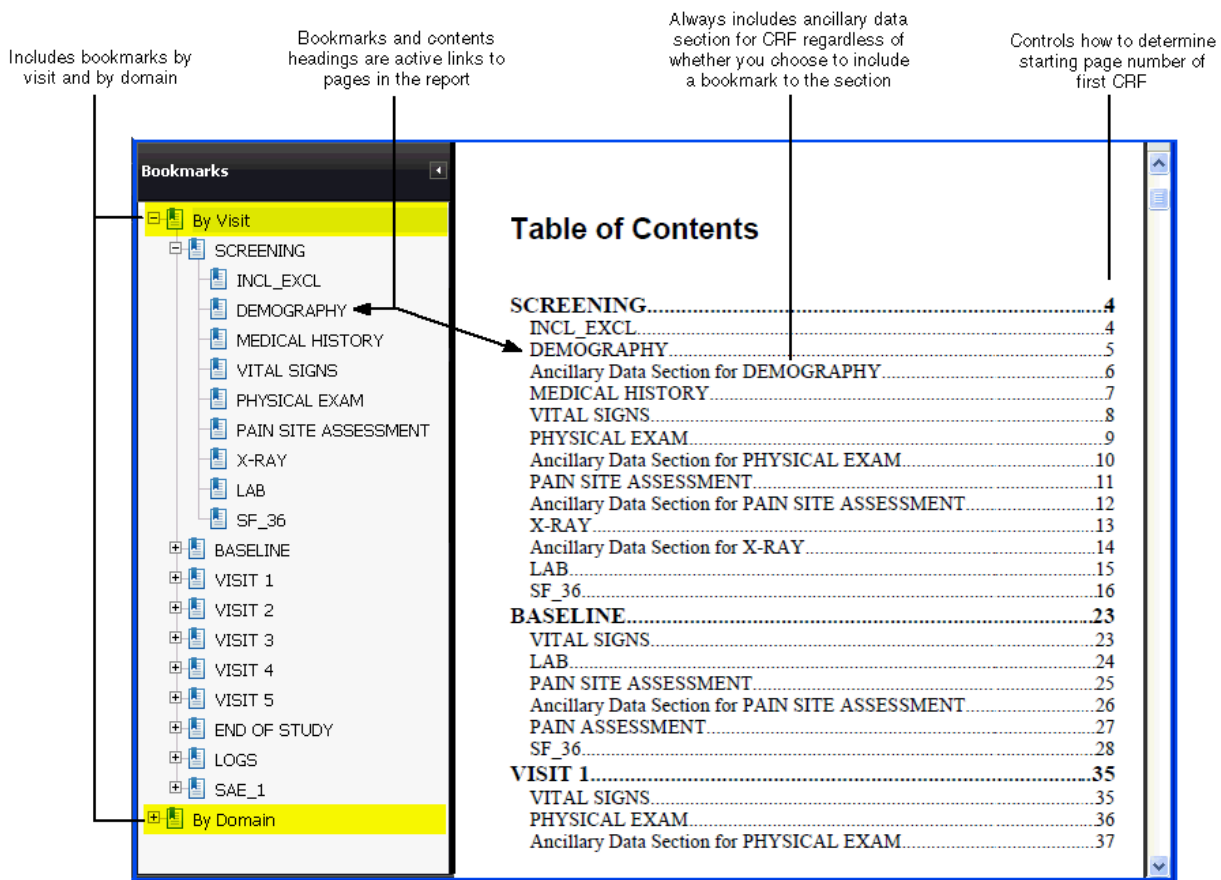 Includes bookmarks by
visit and by domain
Bookmarks and contents
headings are active links to
pages in the report
Always includes ancillary data
section for CRF regardless of
whether you choose to include
a bookmark to the section
Controls how to determine
starting page number of
first CRF
Bookmarks
By Visit
SCREENING
INCL_EXCL
DEMOGRAPHY
MEDICAL HISTORY
VITAL SIGNS
PHYSICAL EXAM
PAIN SITE ASSESSMENT
X-RAY
LAB
SF_36
BASELINE
VISIT 1
VISIT 2
VISIT 3
VISIT 4
VISIT 5
END OF STUDY
LOGS
SAE_1
By Domain
Table of Contents
SCREENING 4
INCL_EXCL 4
DEMOGRAPHY 5
Ancillary Data Section for DEMOGRAPHY 6
MEDICAL HISTORY 7
VITAL SIGNS 8
PHYSICAL EXAM 9
Ancillary Data Section for PHYSICAL EXAM 10
PAIN SITE ASSESSMENT 11
Ancillary Data Section for PAIN SITE ASSESSMENT 12
X-RAY 13
Ancillary Data Section for X-RAY 14
LAB 15
SF_36 16
BASELINE 23
VITAL SIGNS 23
LAB 24
PAIN SITE ASSESSMENT 25
Ancillary Data Section for PAIN SITE ASSESSMENT 26
PAIN ASSESSMENT 27
SF_36 28
VISIT 1 35
VITAL SIGNS 35
PHYSICAL EXAM 36
Ancillary Data Section for PHYSICAL EXAM 37